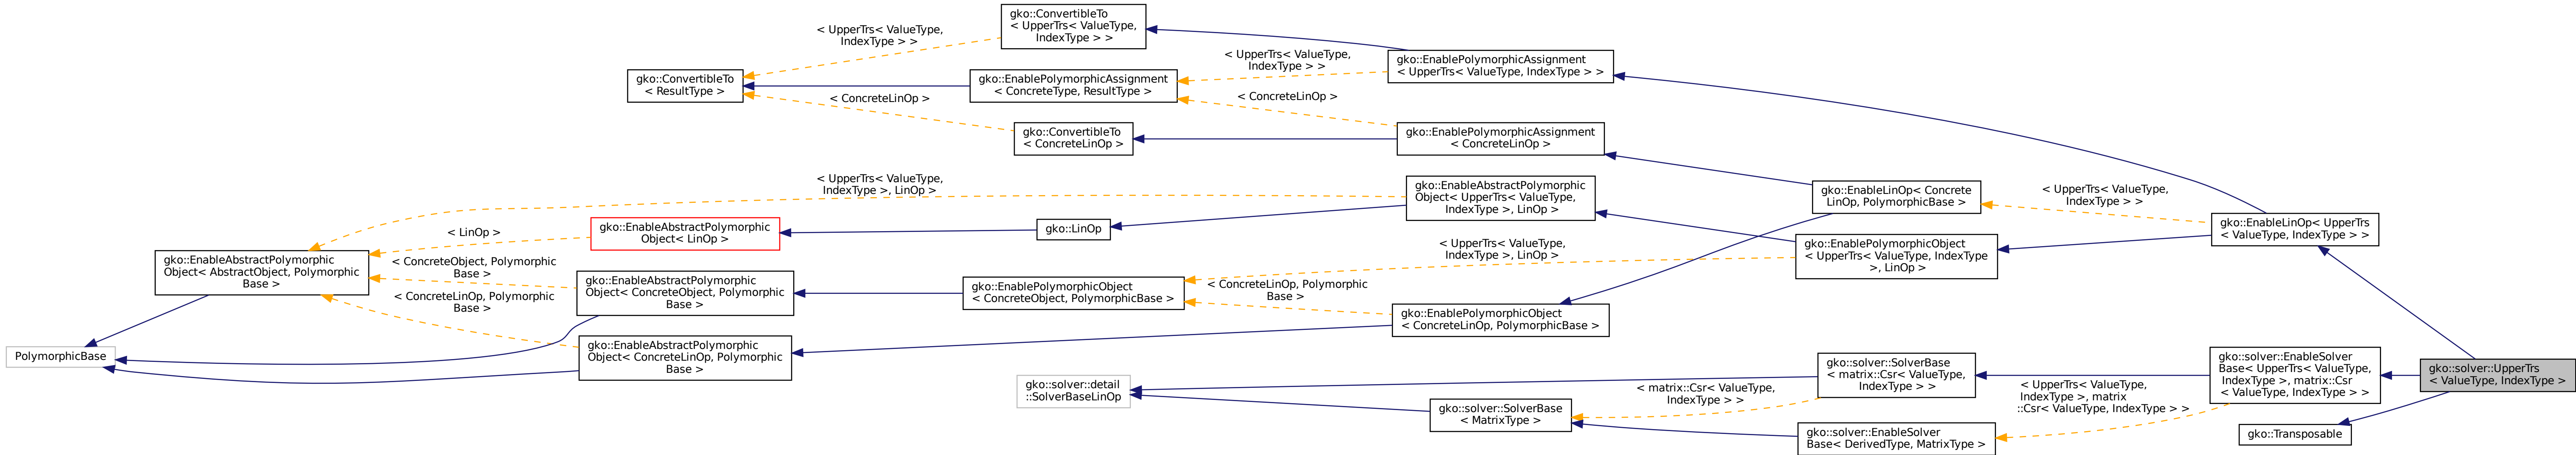 gko::ConvertibleTo
< UpperTrs< ValueType,
IndexType > >
< UpperTrs< ValueType,
IndexType > >
gko::ConvertibleTo
< ResultType >
gko::EnablePolymorphicAssignment
< ConcreteType, ResultType >
< UpperTrs< ValueType,
IndexType > >
gko::EnablePolymorphicAssignment
< UpperTrs< ValueType, IndexType > >
< ConcreteLinOp >
< ConcreteLinOp >
gko::ConvertibleTo
< ConcreteLinOp >
gko::EnablePolymorphicAssignment
< ConcreteLinOp >
< UpperTrs< ValueType,
IndexType >, LinOp >
gko::EnableAbstractPolymorphic
Object< UpperTrs< ValueType,
IndexType >, LinOp >
gko::EnableLinOp< Concrete
LinOp, PolymorphicBase >
< UpperTrs< ValueType,
IndexType > >
gko::EnableLinOp< UpperTrs
< ValueType, IndexType > >
gko::EnableAbstractPolymorphic
Object< LinOp >
gko::LinOp
< LinOp >
gko::EnableAbstractPolymorphic
Object< AbstractObject, Polymorphic
Base >
< ConcreteObject, Polymorphic
Base >
< ConcreteLinOp, Polymorphic
Base >
gko::EnableAbstractPolymorphic
Object< ConcreteObject, Polymorphic
Base >
gko::EnablePolymorphicObject
< ConcreteObject, PolymorphicBase >
< UpperTrs< ValueType,
IndexType >, LinOp >
< ConcreteLinOp, Polymorphic
Base >
gko::EnablePolymorphicObject
< UpperTrs< ValueType, IndexType
>, LinOp >
gko::EnablePolymorphicObject
< ConcreteLinOp, PolymorphicBase >
PolymorphicBase
gko::EnableAbstractPolymorphic
Object< ConcreteLinOp, Polymorphic
Base >
gko::solver::detail
::SolverBaseLinOp
gko::solver::SolverBase
< matrix::Csr< ValueType,
IndexType > >
< matrix::Csr< ValueType,
IndexType > >
gko::solver::SolverBase
< MatrixType >
gko::solver::EnableSolver
Base< UpperTrs< ValueType,
IndexType >, matrix::Csr
< ValueType, IndexType > >
< UpperTrs< ValueType,
IndexType >, matrix
::Csr< ValueType, IndexType > >
gko::solver::EnableSolver
Base< DerivedType, MatrixType >
gko::solver::UpperTrs
< ValueType, IndexType >
gko::Transposable